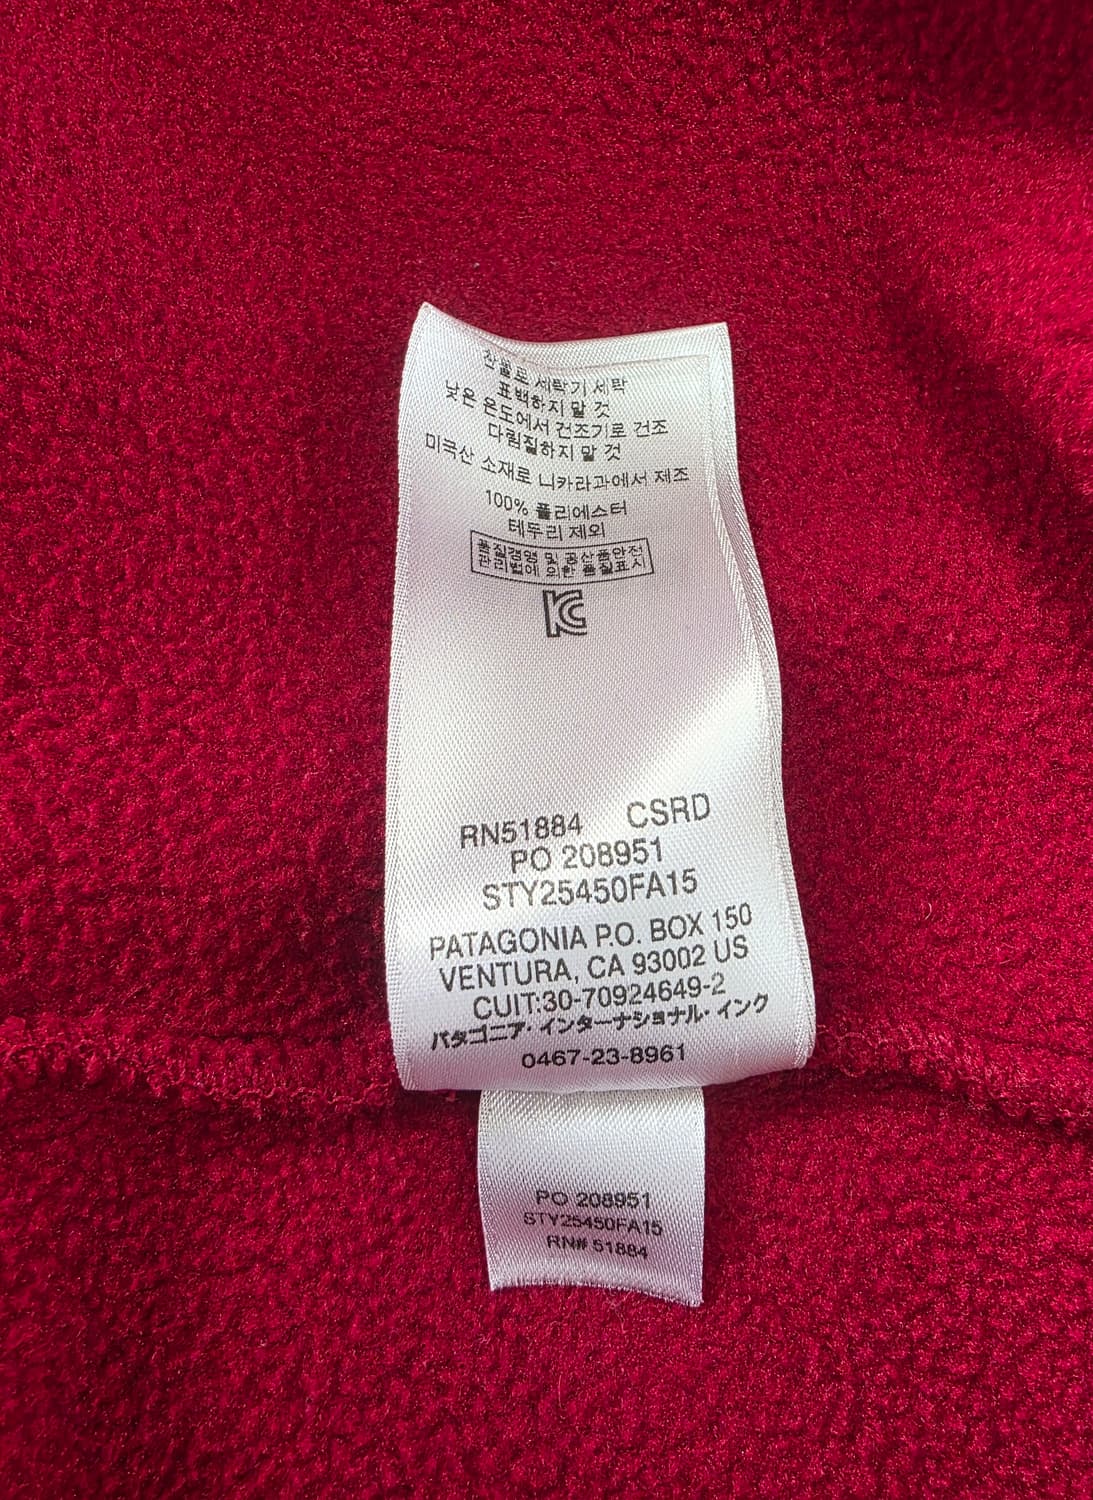 찬물로 세탁기 세탁
표백하지 말 것
낮은 온도에서 건조기로 건조
다림질하지 말 것
미국산 소재로 니카라과에서 제조
100% 폴리에스터
테두리 제외
품질경영 및 공산품안전
관리법에 의한 품질표시
KC
RN51884 CSRD
PO 208951
STY25450FA15
PATAGONIA P.O. BOX 150
VENTURA, CA 93002 US
CUIT:30-70924649-2
パタゴニア・インターナショナル・インク
0467-23-8961
PO 208951
STY25450FA15
RN# 51884